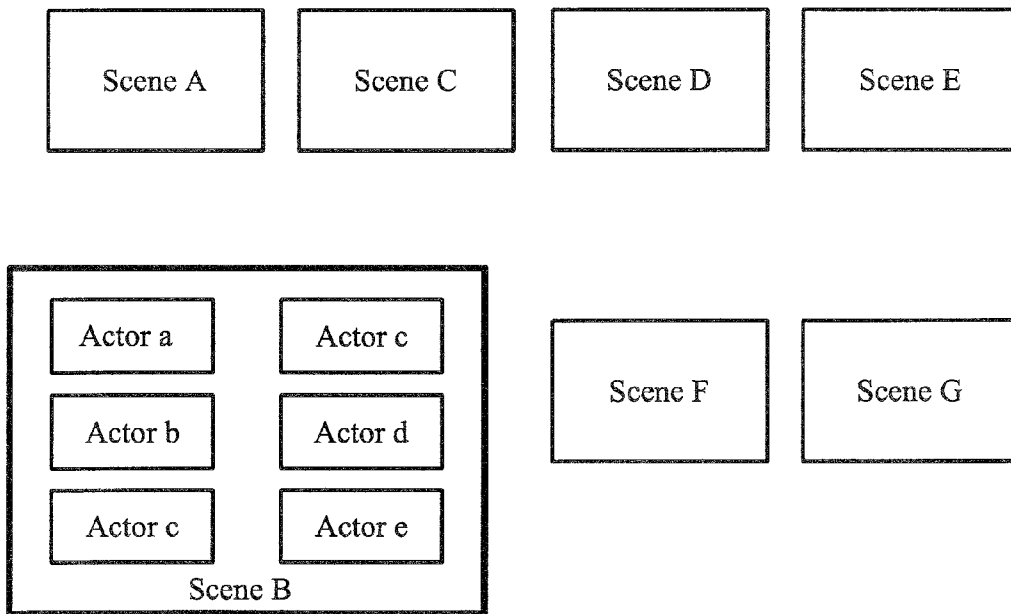 Scene A
Scene C
Scene D
Scene E
Actor a
Actor c
Actor b
Actor d
Actor c
Actor e
Scene B
Scene F
Scene G